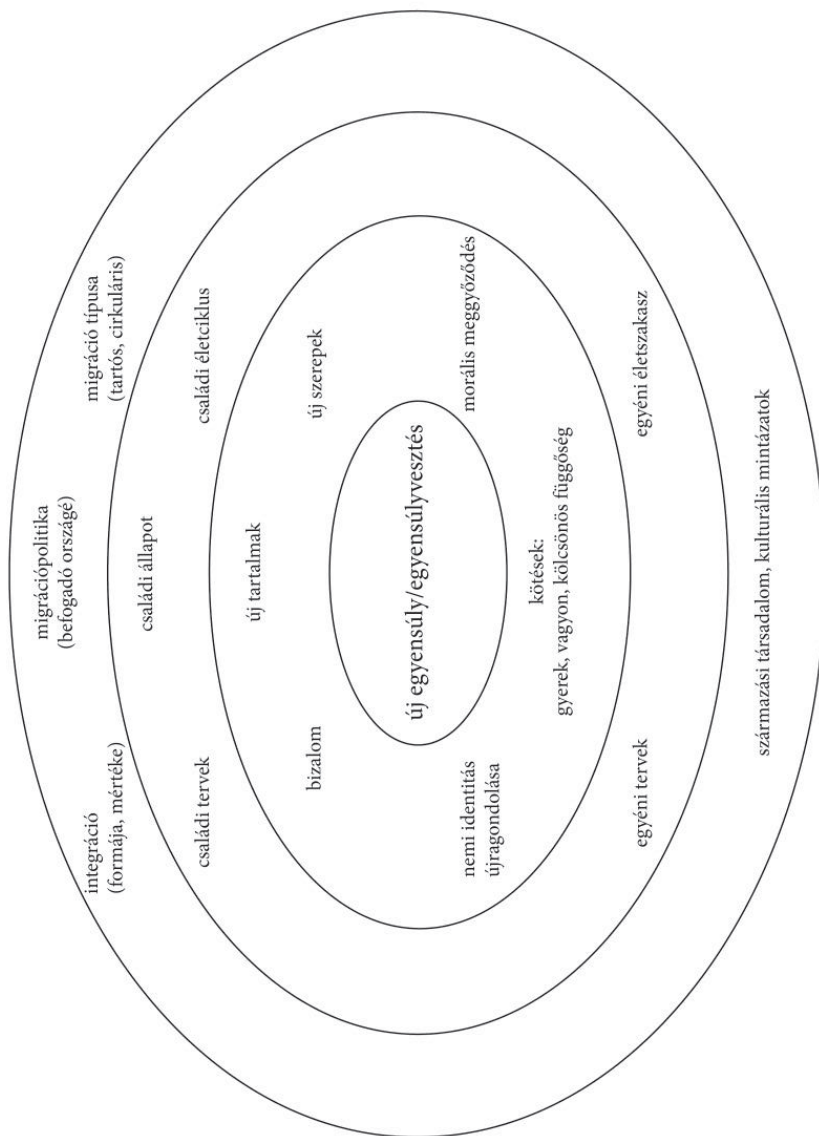 migrációpolitika
(befogadó országé)
integráció
(formája, mértéke)
migráció típusa
(tartós, cirkuláris)
családi állapot
családi tervek
családi életciklus
új tartalmak
bizalom
új szerepek
új egyensúly/egyensúlyvesztés
nemi identitás
újragondolása
morális meggyőződés
kötések:
gyerek, vagyon, kölcsönös függőség
egyéni tervek
egyéni életszakasz
származási társadalom, kulturális mintázatok